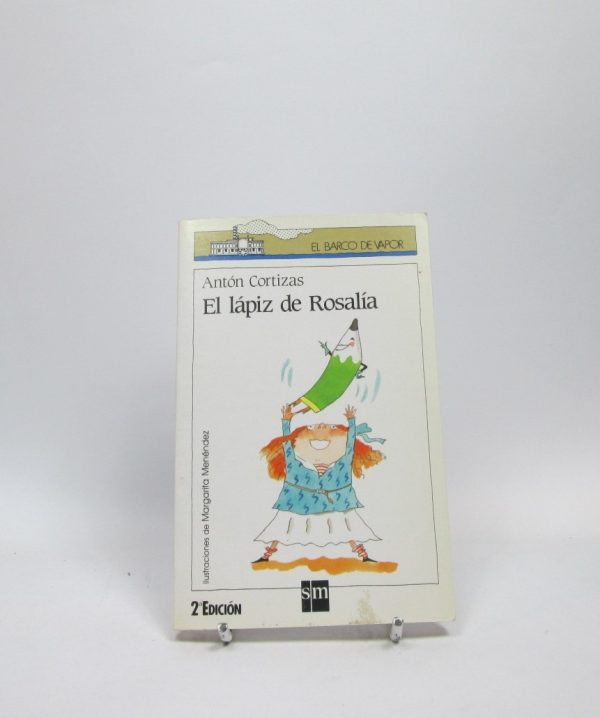 EL BARCO DE VAPOR
Antón Cortizas
El lápiz de Rosalía
Ilustraciones de Margarita Menéndez
2ª EDICIÓN
sm